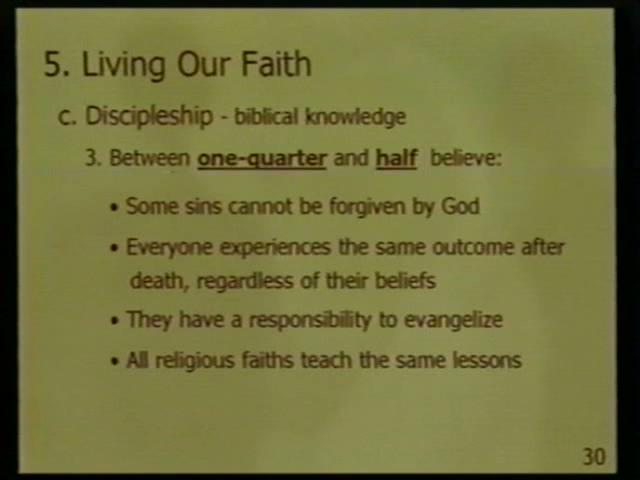 5. Living Our Faith
c. Discipleship - biblical knowledge
3. Between one-quarter and half believe:
• Some sins cannot be forgiven by God
• Everyone experiences the same outcome after
death, regardless of their beliefs
• They have a responsibility to evangelize
• All religious faiths teach the same lessons
30